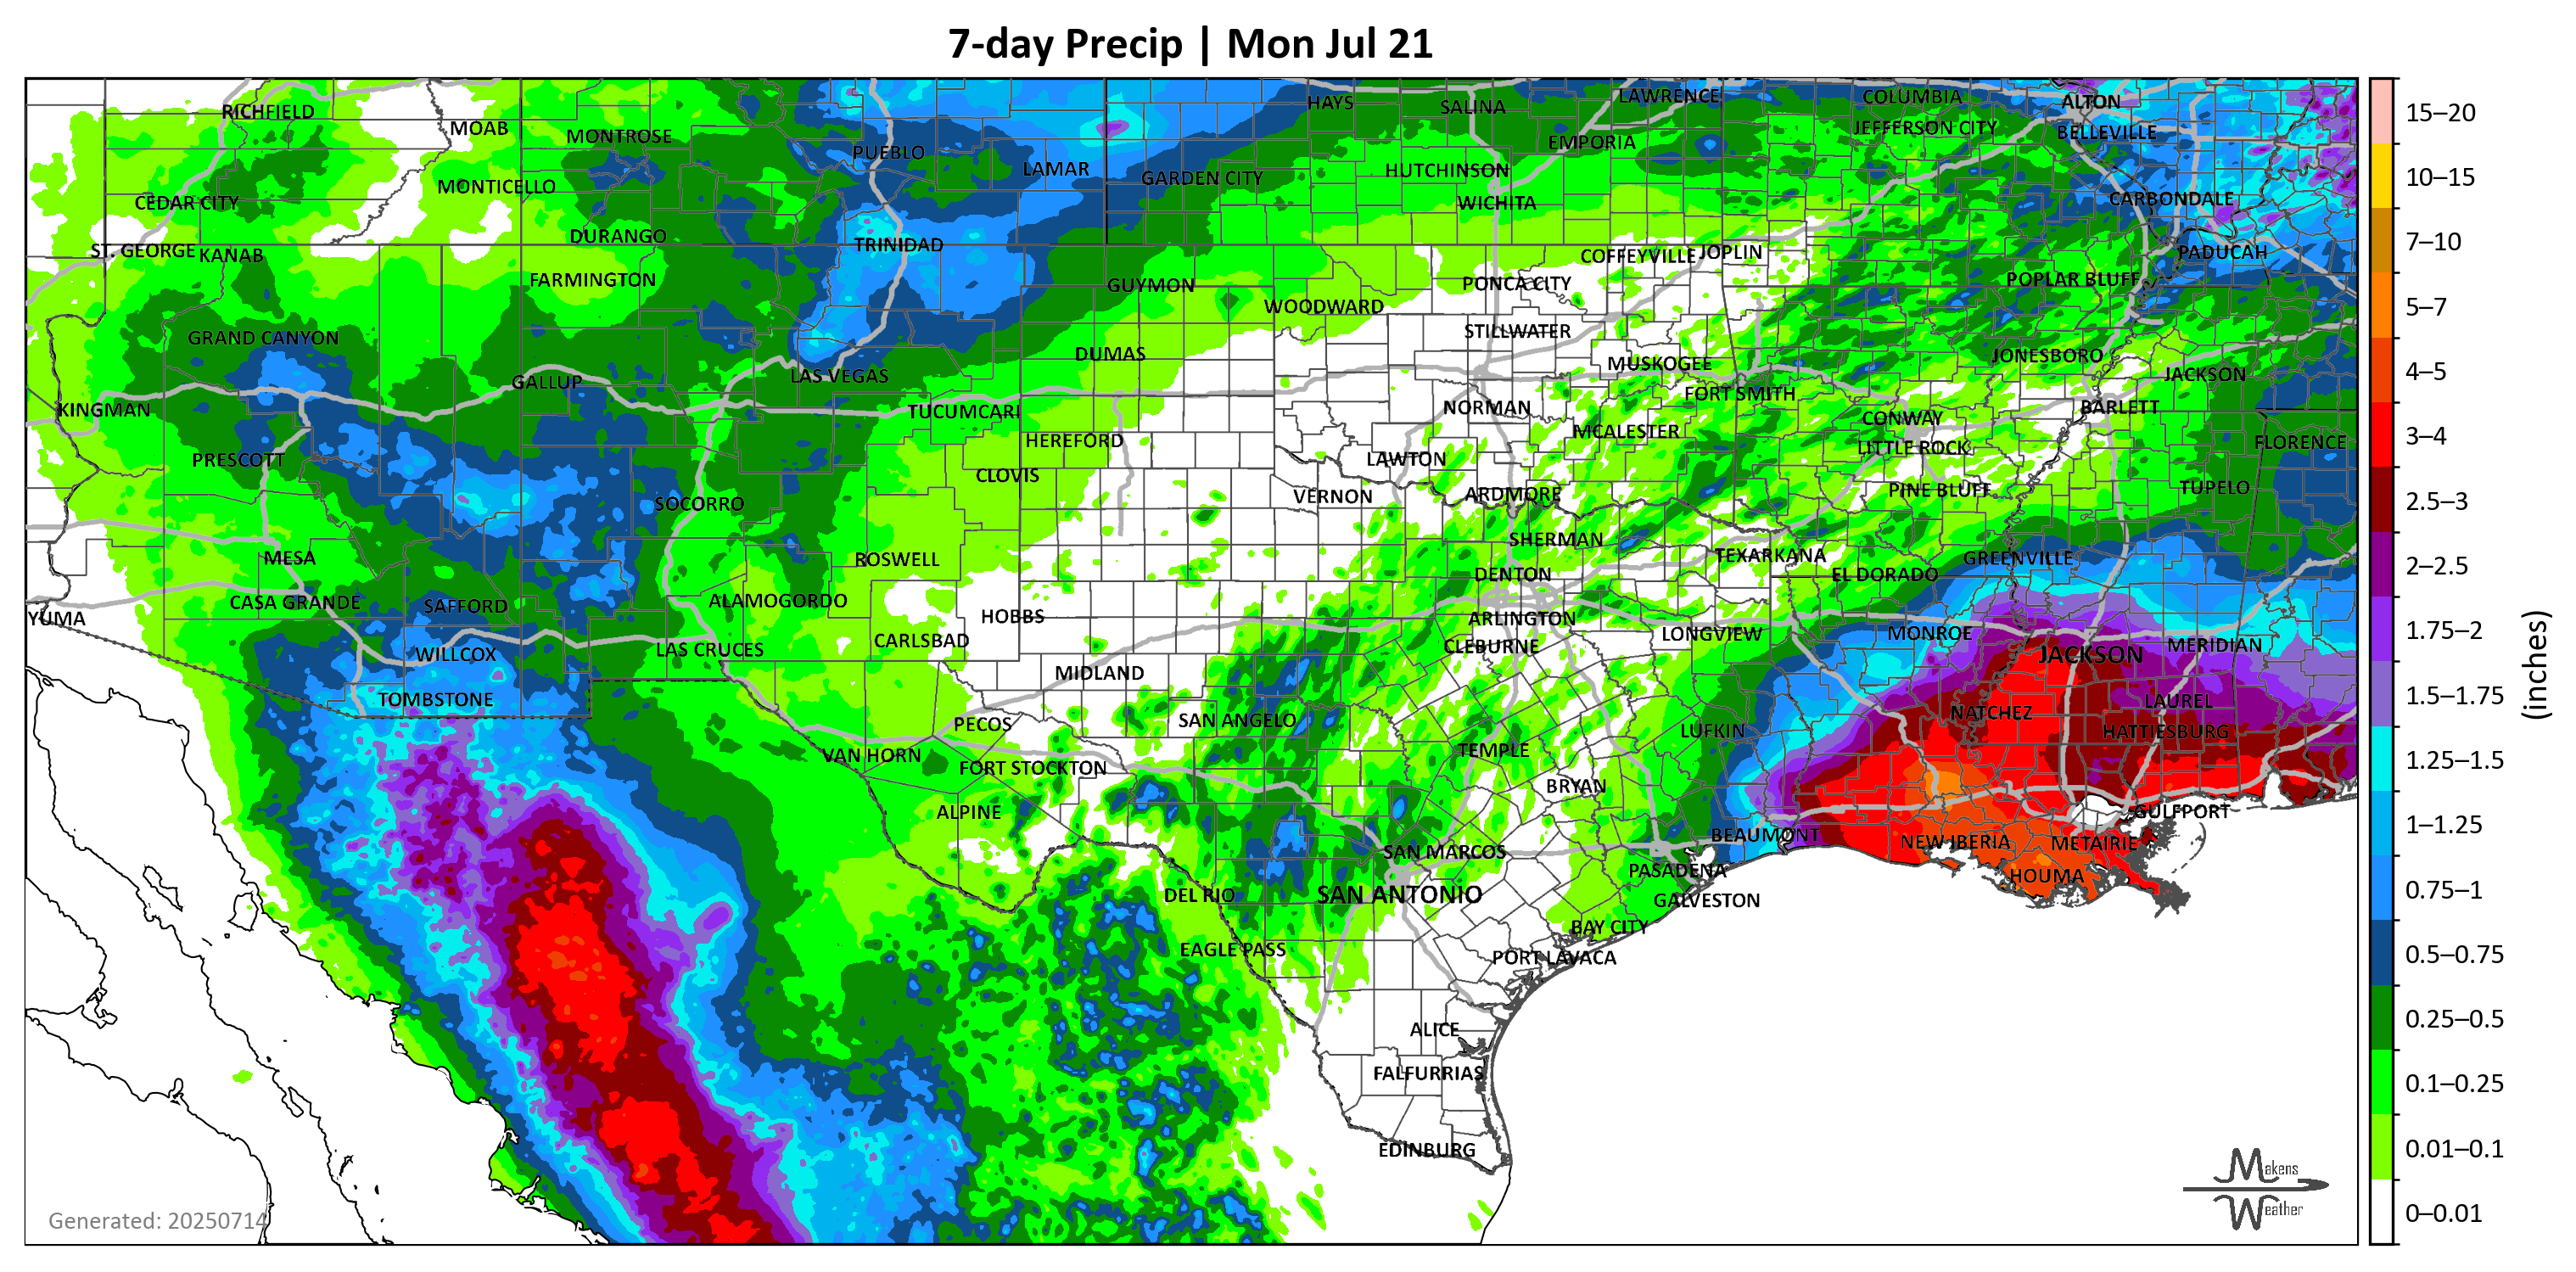 7-day Precip | Mon Jul 21
RICHFIELD
MOAB
MONTROSE
PUEBLO
LAMAR
HAYS
SALINA
LAWRENCE
COLUMBIA
ALTON
JEFFERSON CITY
BELLEVILLE
EMPORIA
HUTCHINSON
GARDEN CITY
MONTICELLO
CEDAR CITY
WICHITA
CARBONDALE
DURANGO
TRINIDAD
ST. GEORGE
KANAB
COFFEYVILLE
JOPLIN
PADUCAH
FARMINGTON
GUYMON
PONCA CITY
POPLAR BLUFF
WOODWARD
GRAND CANYON
STILLWATER
DUMAS
JONESBORO
MUSKOGEE
LAS VEGAS
GALLUP
JACKSON
FORT SMITH
KINGMAN
TUCUMCARI
NORMAN
BARLETT
CONWAY
MCALESTER
HEREFORD
LITTLE ROCK
FLORENCE
PRESCOTT
LAWTON
CLOVIS
VERNON
ARDMORE
PINE BLUFF
TUPELO
SOCORRO
SHERMAN
MESA
ROSWELL
TEXARKANA
GREENVILLE
DENTON
EL DORADO
CASA GRANDE
SAFFORD
ALAMOGORDO
YUMA
HOBBS
ARLINGTON
CARLSBAD
LONGVIEW
MONROE
WILLCOX
LAS CRUCES
CLEBURNE
JACKSON
MERIDIAN
MIDLAND
TOMBSTONE
LAUREL
NATCHEZ
PECOS
SAN ANGELO
LUFKIN
HATTIESBURG
VAN HORN
FORT STOCKTON
TEMPLE
BRYAN
ALPINE
GULFPORT
BEAUMONT
NEW IBERIA
METAIRIE
SAN MARCOS
PASADENA
HOUMA
DEL RIO
SAN ANTONIO
GALVESTON
BAY CITY
EAGLE PASS
PORT LAVACA
ALICE
FALFURRIAS
EDINBURG
Generated: 20250714
Makens
Weather
15–20
10–15
7–10
5–7
4–5
3–4
2.5–3
2–2.5
1.75–2
1.5–1.75
1.25–1.5
1–1.25
0.75–1
0.5–0.75
0.25–0.5
0.1–0.25
0.01–0.1
0–0.01
(inches)